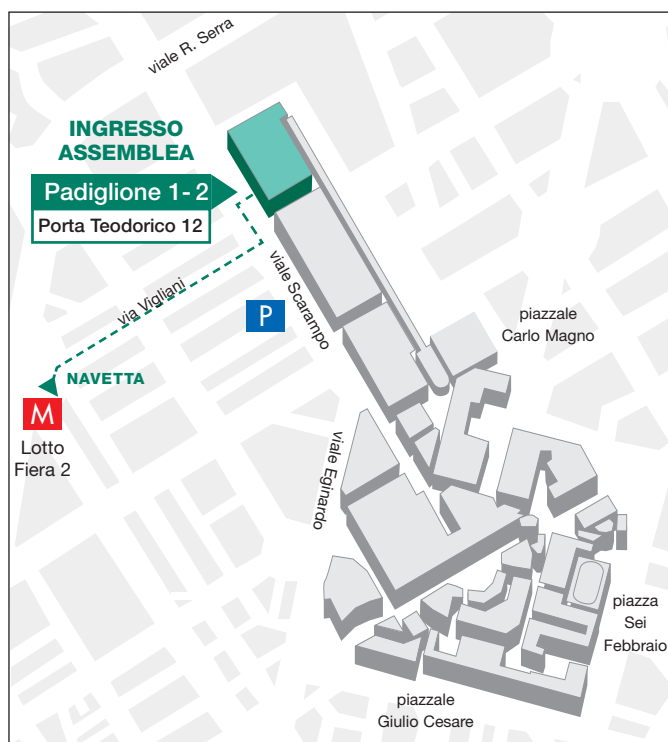 viale R. Serra
INGRESSO
ASSEMBLEA
Padiglione 1-2
Porta Teodorico 12
via Vigliani
viale Scarampo
P
piazzale
Carlo Magno
NAVETTA
M
Lotto
Fiera 2
viale Eginardo
piazza
Sei
Febbraio
piazzale
Giulio Cesare